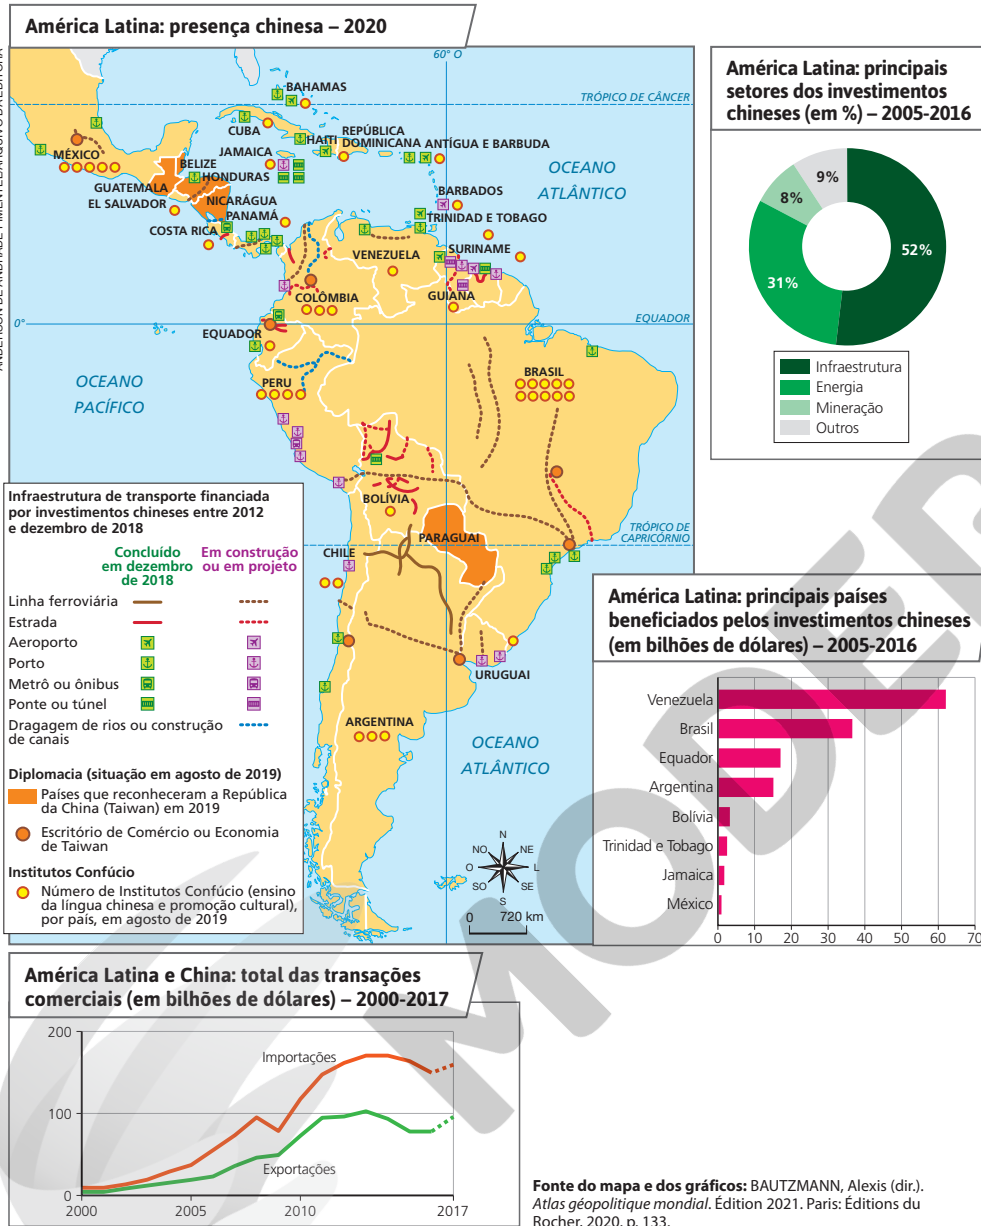 América Latina: presença chinesa – 2020
60° O
BAHAMAS
TRÓPICO DE CÂNCER
CUBA
REPÚBLICA
DOMINICANA
HAITI
ANTÍGUA E BARBUDA
MÉXICO
JAMAICA
BELIZE
HONDURAS
OCEANO
ATLÂNTICO
GUATEMALA
EL SALVADOR
NICARÁGUA
PANAMÁ
BARBADOS
TRINIDAD E TOBAGO
COSTA RICA
VENEZUELA
SURINAME
COLÔMBIA
GUIANA
0°
EQUADOR
EQUADOR
OCEANO
PACÍFICO
PERU
BRASIL
BOLÍVIA
TRÓPICO DE
CAPRICÓRNIO
PARAGUAI
CHILE
URUGUAI
ARGENTINA
OCEANO
ATLÂNTICO
N
NO
NE
O
L
SO
SE
S
0
720 km
Infraestrutura de transporte financiada
por investimentos chineses entre 2012
e dezembro de 2018
Concluído
em dezembro
de 2018
Em construção
ou em projeto
Linha ferroviária
Estrada
Aeroporto
Porto
Metrô ou ônibus
Ponte ou túnel
Dragagem de rios ou construção
de canais
Diplomacia (situação em agosto de 2019)
Países que reconheceram a República
da China (Taiwan) em 2019
Escritório de Comércio ou Economia
de Taiwan
Institutos Confúcio
Número de Institutos Confúcio (ensino
da língua chinesa e promoção cultural),
por país, em agosto de 2019
América Latina: principais
setores dos investimentos
chineses (em %) – 2005-2016
9%
8%
52%
31%
Infraestrutura
Energia
Mineração
Outros
América Latina: principais países
beneficiados pelos investimentos chineses
(em bilhões de dólares) – 2005-2016
Venezuela
Brasil
Equador
Argentina
Bolívia
Trinidad e Tobago
Jamaica
México
0 10 20 30 40 50 60 70
América Latina e China: total das transações
comerciais (em bilhões de dólares) – 2000-2017
200
Importações
100
Exportações
0
2000 2005 2010 2017
Fonte do mapa e dos gráficos: BAUTZMANN, Alexis (dir.).
Atlas géopolitique mondial. Édition 2021. Paris: Éditions du
Rocher, 2020. p. 133.